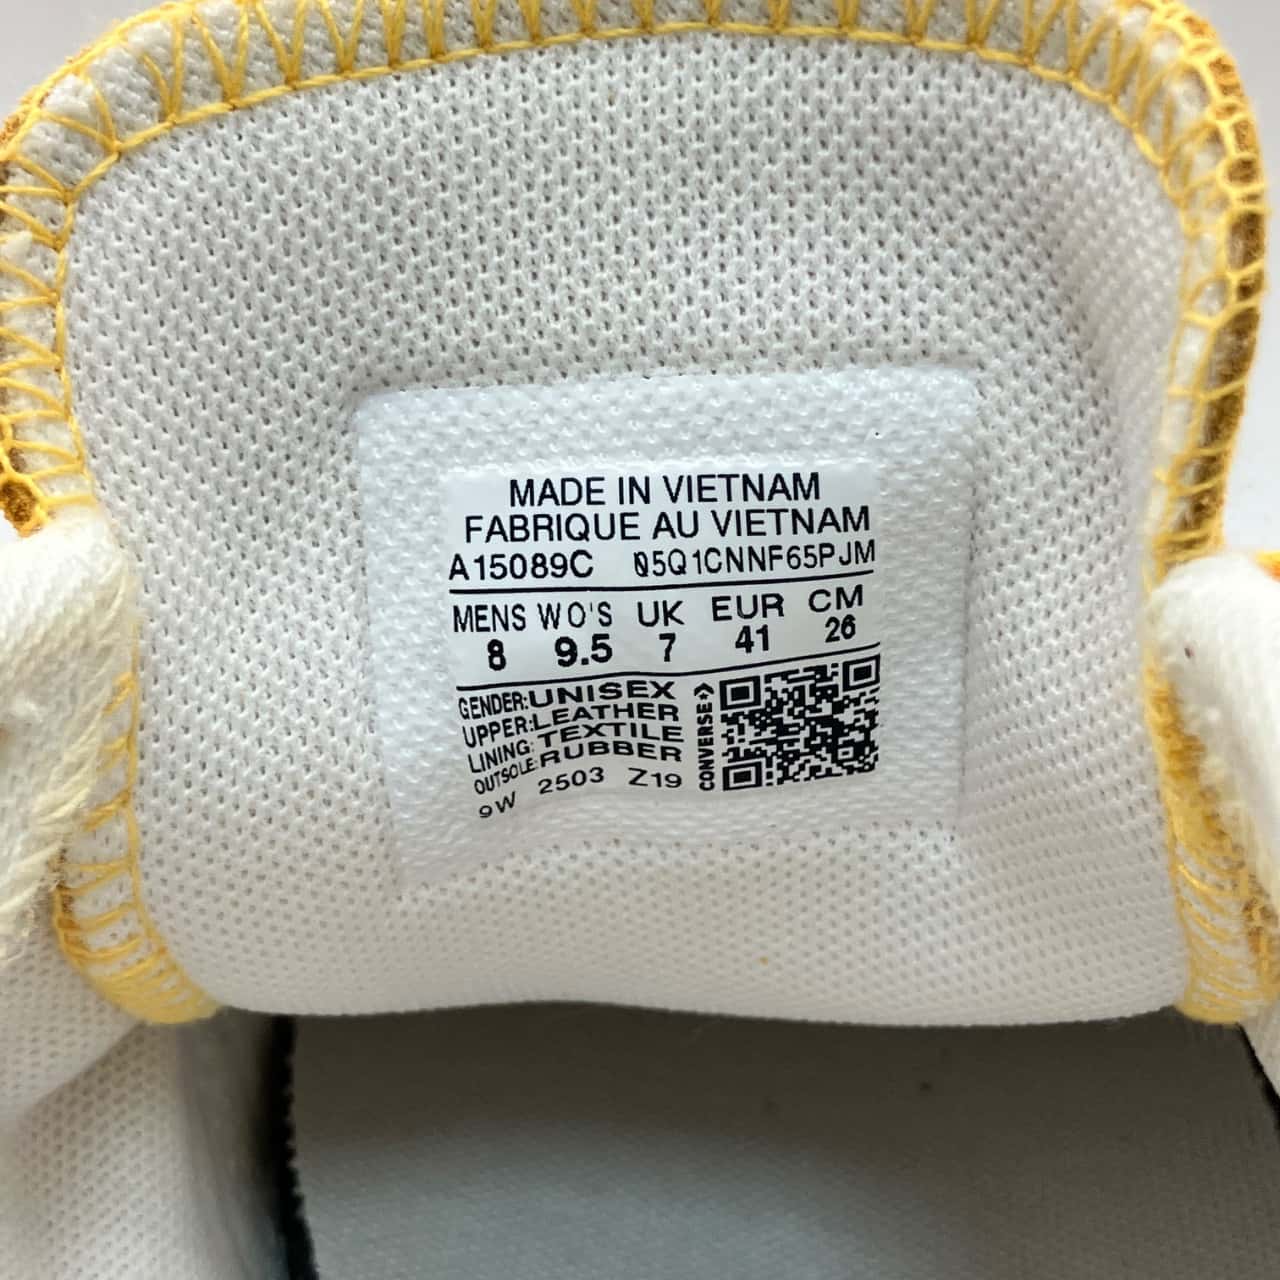 MADE IN VIETNAM
FABRIQUE AU VIETNAM
A15089C 05Q1CNNF65PJM
MENS WO'S UK EUR CM
8 9.5 7 41 26
GENDER:UNISEX
UPPER:LEATHER
LINING:TEXTILE
OUTSOLE:RUBBER
9W 2503 Z19
CONVERSE